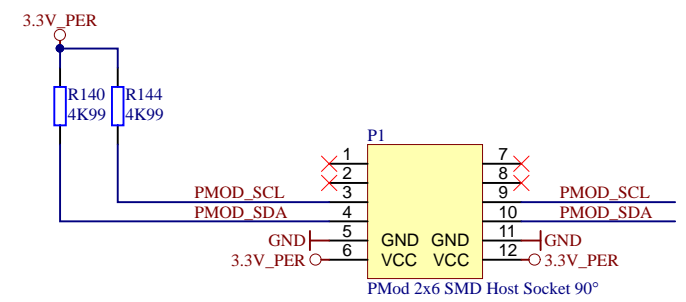 3.3V_PER
R140 R144
4K99 4K99
P1
1 7
2 8
PMOD_SCL 3 9 PMOD_SCL
PMOD_SDA 4 10 PMOD_SDA
GND 5 GND GND 11 GND
3.3V_PER 6 VCC VCC 12 3.3V_PER
PMod 2x6 SMD Host Socket 90°